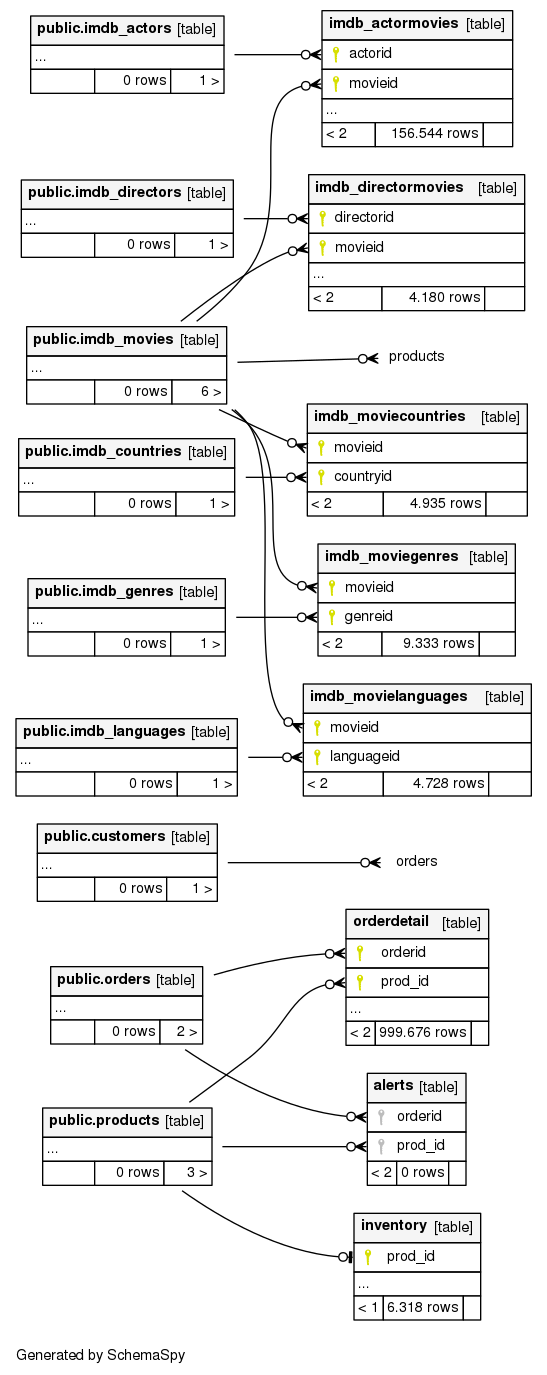 public.imdb_actors [table]
...
0 rows 1 >
imdb_actormovies [table]
actorid
movieid
...
< 2 156.544 rows
public.imdb_directors [table]
...
0 rows 1 >
imdb_directormovies [table]
directorid
movieid
...
< 2 4.180 rows
public.imdb_movies [table]
...
0 rows 6 >
products
imdb_moviecountries [table]
movieid
countryid
< 2 4.935 rows
public.imdb_countries [table]
...
0 rows 1 >
imdb_moviegenres [table]
movieid
genreid
< 2 9.333 rows
public.imdb_genres [table]
...
0 rows 1 >
imdb_movielanguages [table]
movieid
languageid
< 2 4.728 rows
public.imdb_languages [table]
...
0 rows 1 >
public.customers [table]
...
0 rows 1 >
orders
orderdetail [table]
orderid
prod_id
...
< 2 999.676 rows
public.orders [table]
...
0 rows 2 >
alerts [table]
orderid
prod_id
< 2 0 rows
public.products [table]
...
0 rows 3 >
inventory [table]
prod_id
...
< 1 6.318 rows
Generated by SchemaSpy